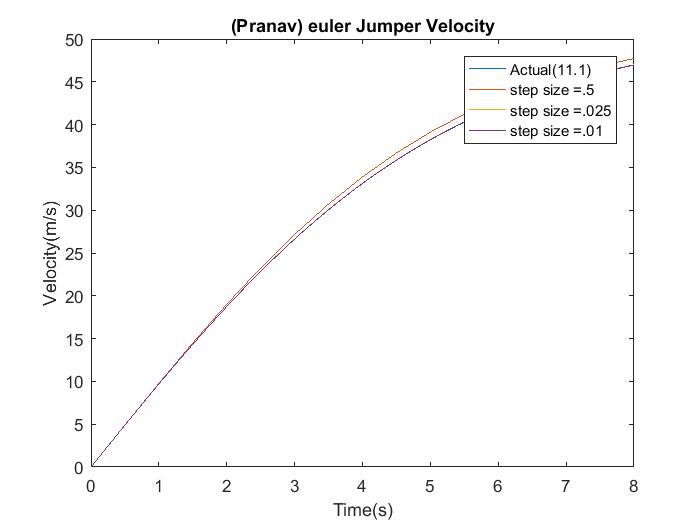 (Pranav) euler Jumper Velocity
50
45
40
35
30
25
20
15
10
5
0
Velocity(m/s)
Actual(11.1)
step size =.5
step size =.025
step size =.01
0 1 2 3 4 5 6 7 8
Time(s)